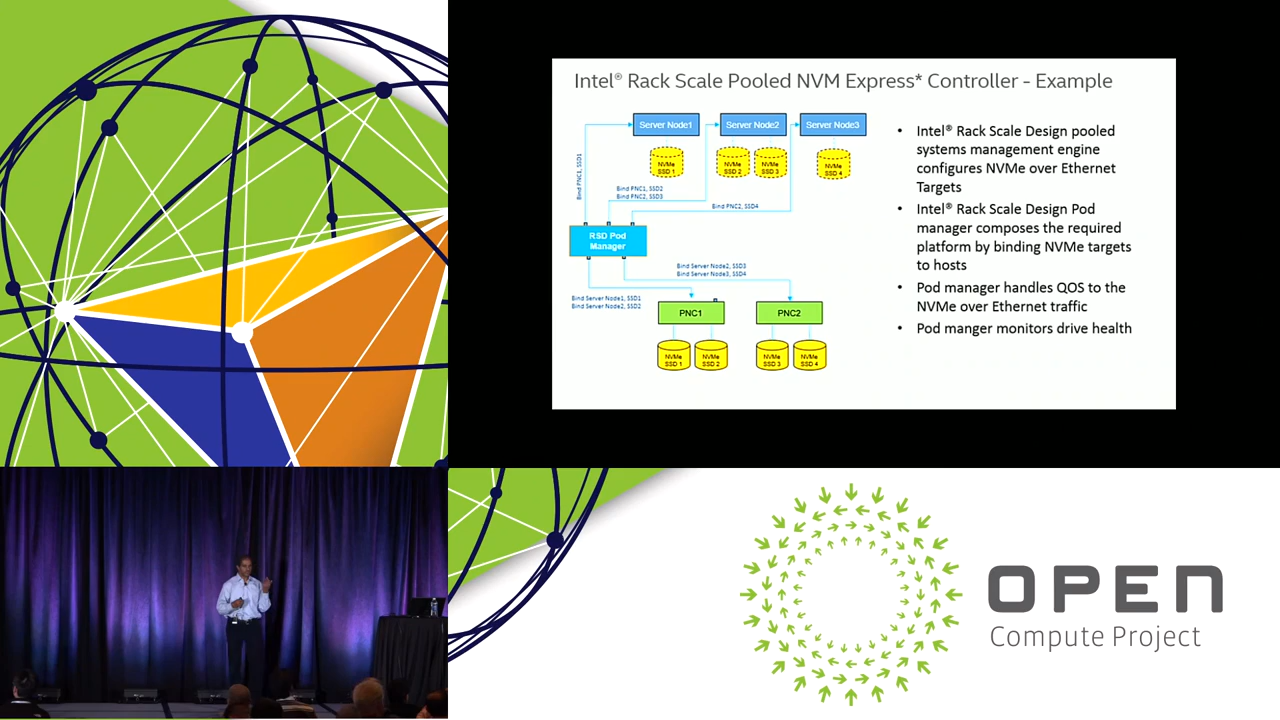 Intel® Rack Scale Pooled NVM Express* Controller - Example
Server Node1
Server Node2
Server Node3
NVMe
SSD 1
NVMe
SSD 2
NVMe
SSD 3
NVMe
SSD 4
Bind PNC1, SSD1
Bind PNC1, SSD2
Bind PNC2, SSD3
Bind PNC2, SSD4
RSD Pod
Manager
Bind Server Node2, SSD3
Bind Server Node3, SSD4
Bind Server Node1, SSD1
Bind Server Node2, SSD2
PNC1
PNC2
NVMe
SSD 1
NVMe
SSD 2
NVMe
SSD 3
NVMe
SSD 4
• Intel® Rack Scale Design pooled
systems management engine
configures NVMe over Ethernet
Targets
• Intel® Rack Scale Design Pod
manager composes the required
platform by binding NVMe targets
to hosts
• Pod manager handles QOS to the
NVMe over Ethernet traffic
• Pod manger monitors drive health
OPEN
Compute Project